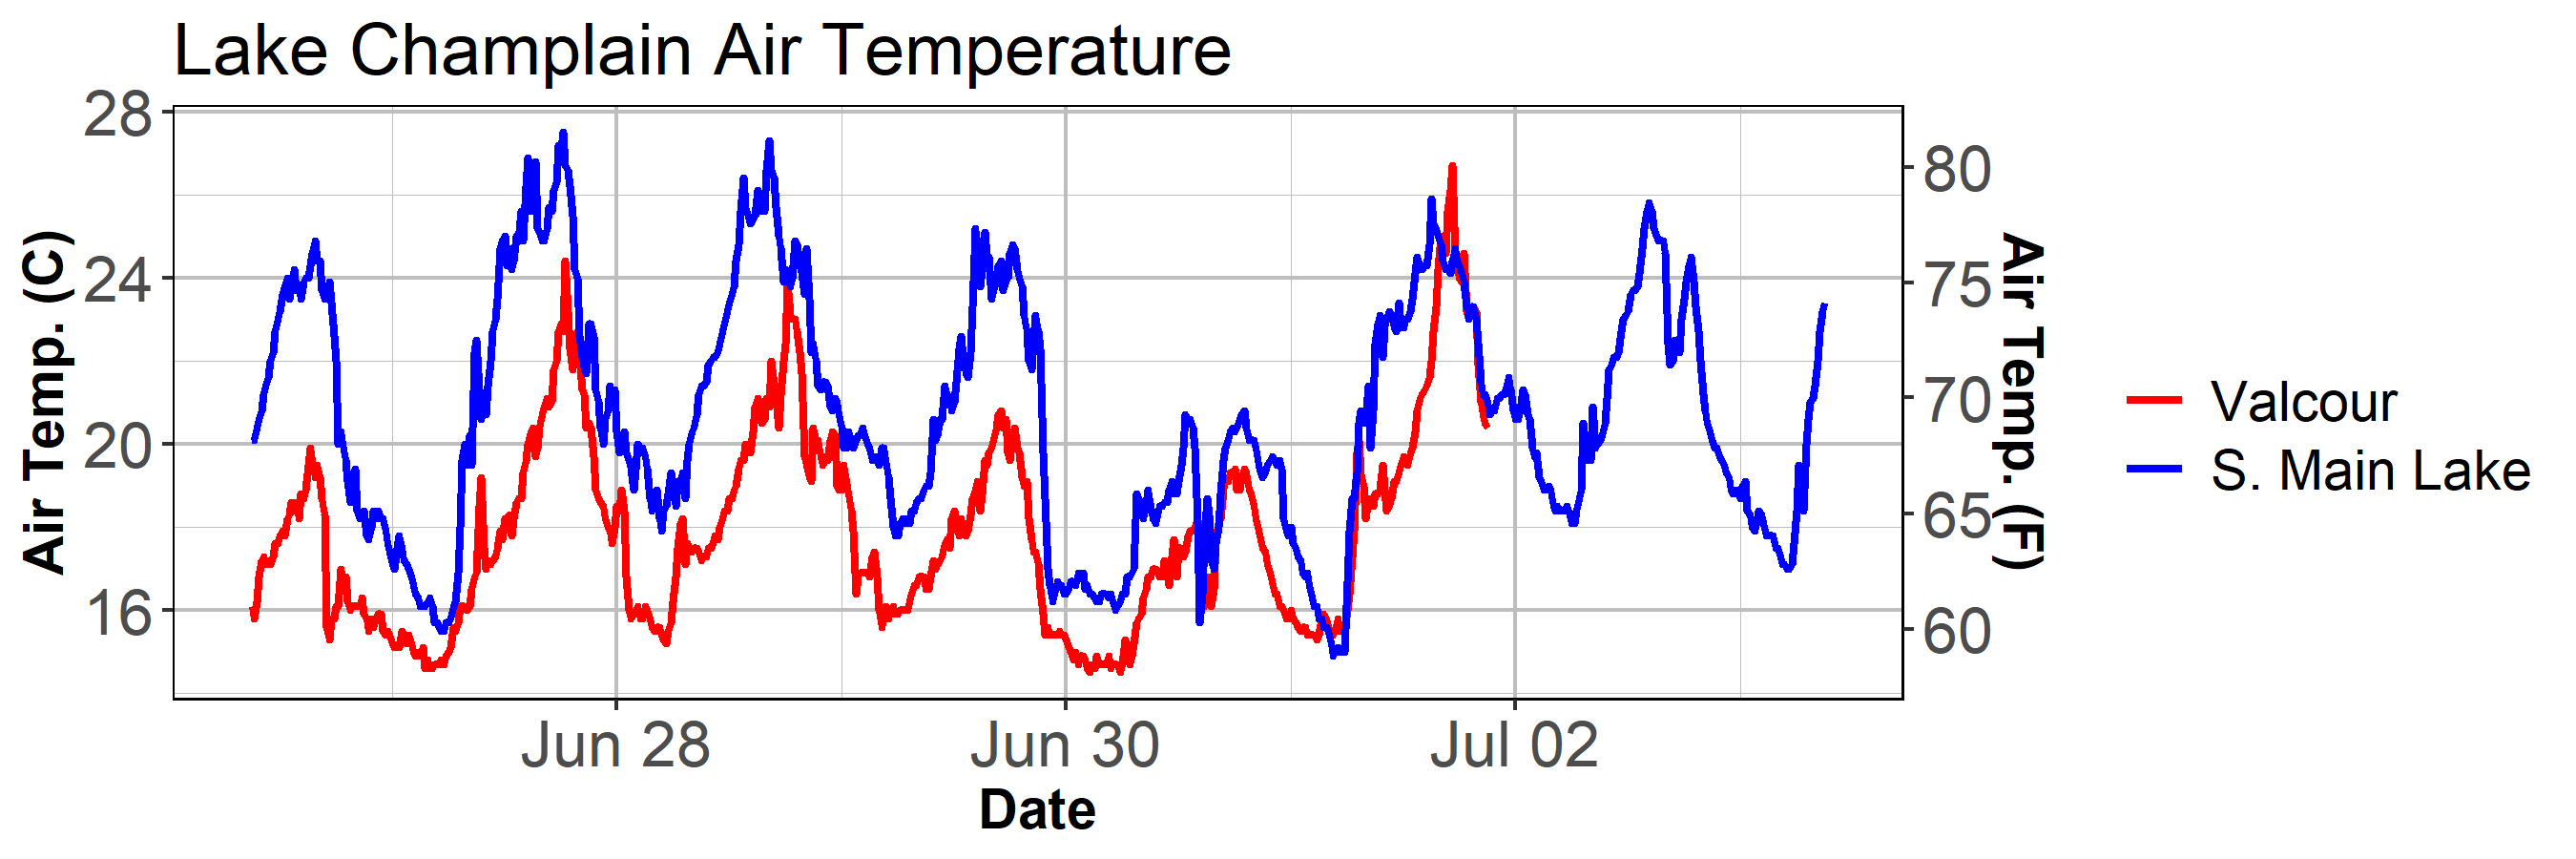 Lake Champlain Air Temperature
28
24
20
16
Air Temp. (C)
80
75
70
65
60
Air Temp. (F)
Jun 28
Jun 30
Jul 02
Date
Valcour
S. Main Lake